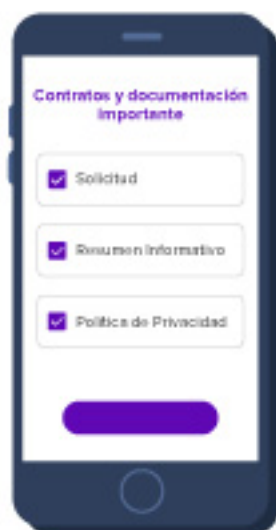 Contratos y documentación
importante
Solicitud
Resumen Informativo
Política de Privacidad